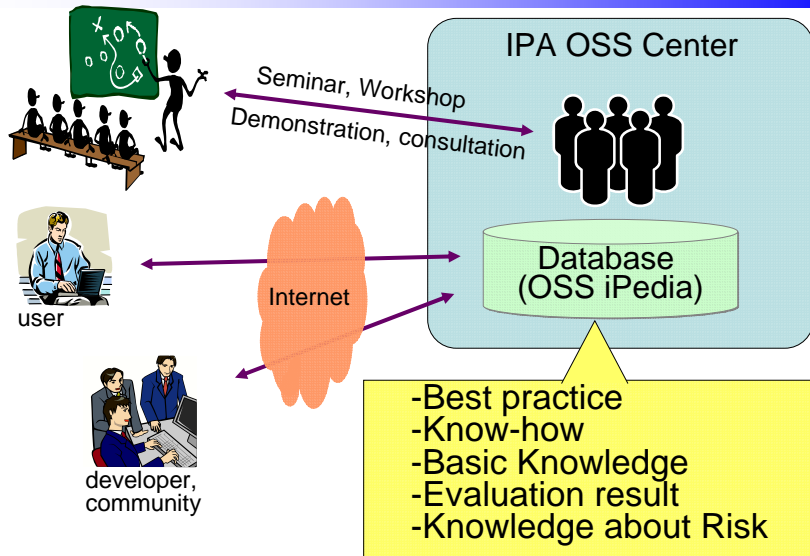 IPA OSS Center
Seminar, Workshop
Demonstration, consultation
Database
(OSS iPedia)
Internet
user
developer,
community
-Best practice
-Know-how
-Basic Knowledge
-Evaluation result
-Knowledge about Risk